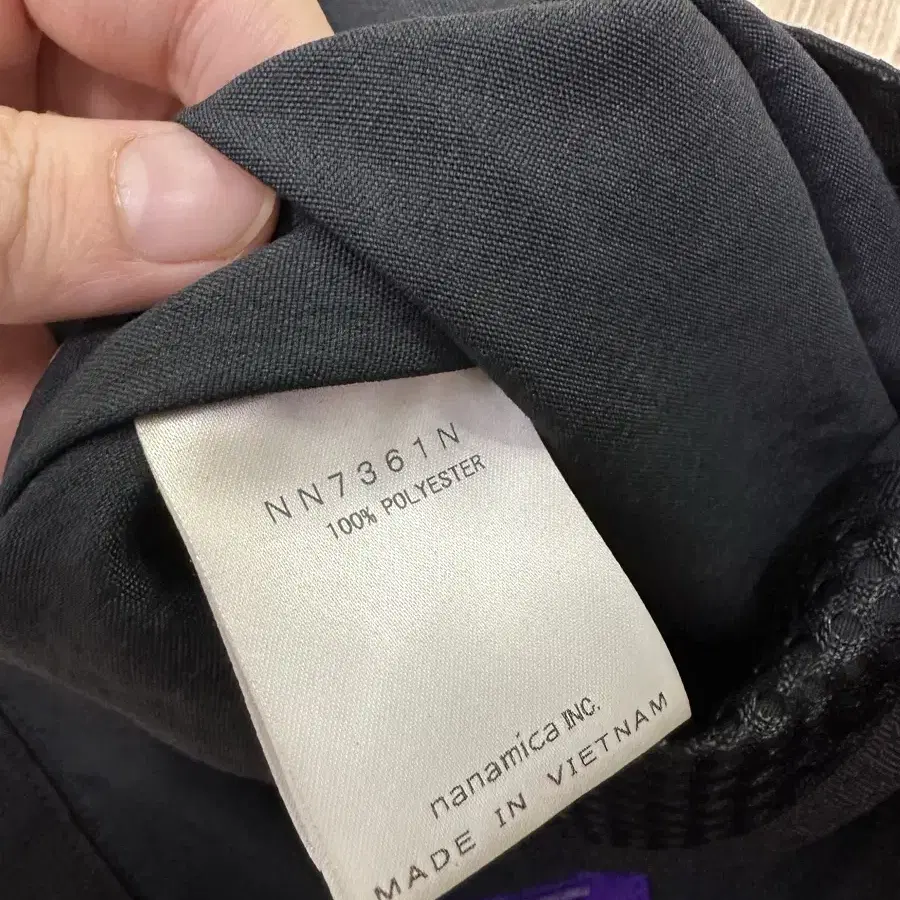 NN7361N
100% POLYESTER
nanamica INC.
MADE IN VIETNAM